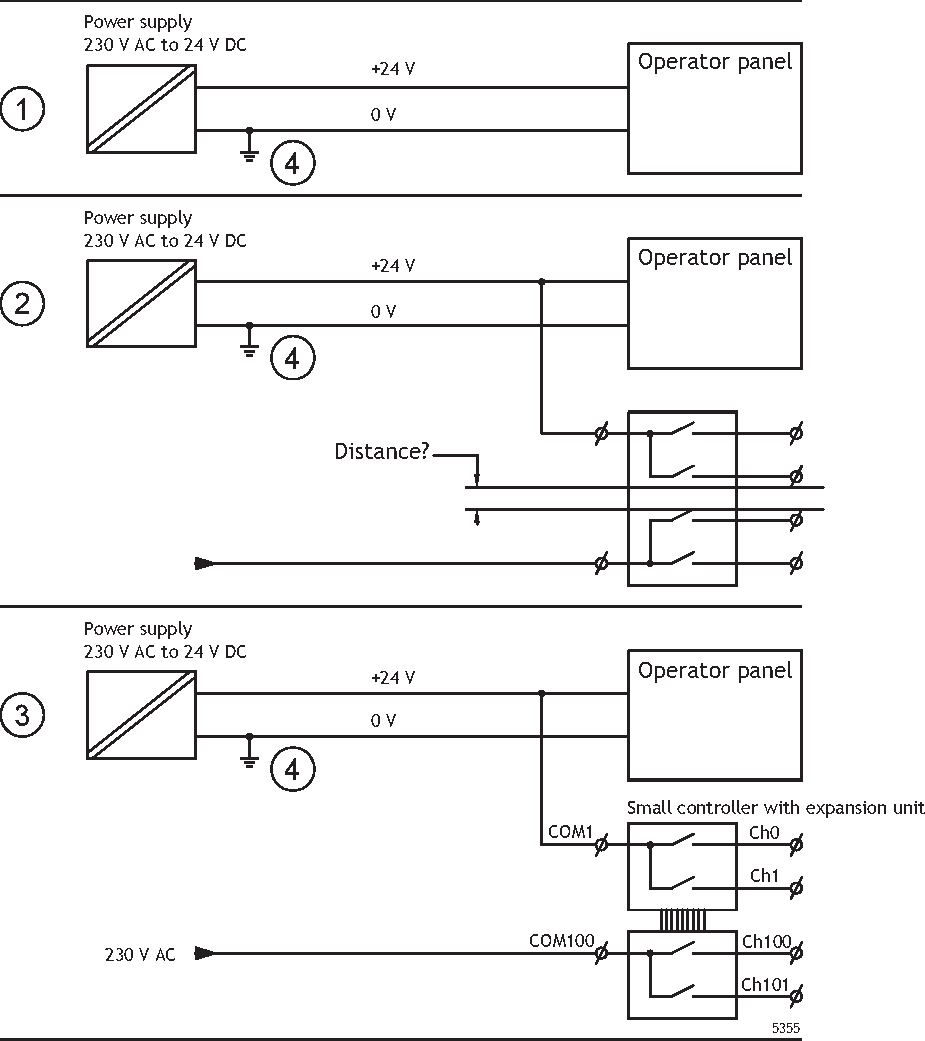 Power supply
230 V AC to 24 V DC
+24 V
Operator panel
1
0 V
4
Power supply
230 V AC to 24 V DC
+24 V
Operator panel
2
0 V
4
Distance?
Power supply
230 V AC to 24 V DC
+24 V
Operator panel
3
0 V
4
Small controller with expansion unit
COM1
Ch0
Ch1
230 V AC
COM100
Ch100
Ch101
5355